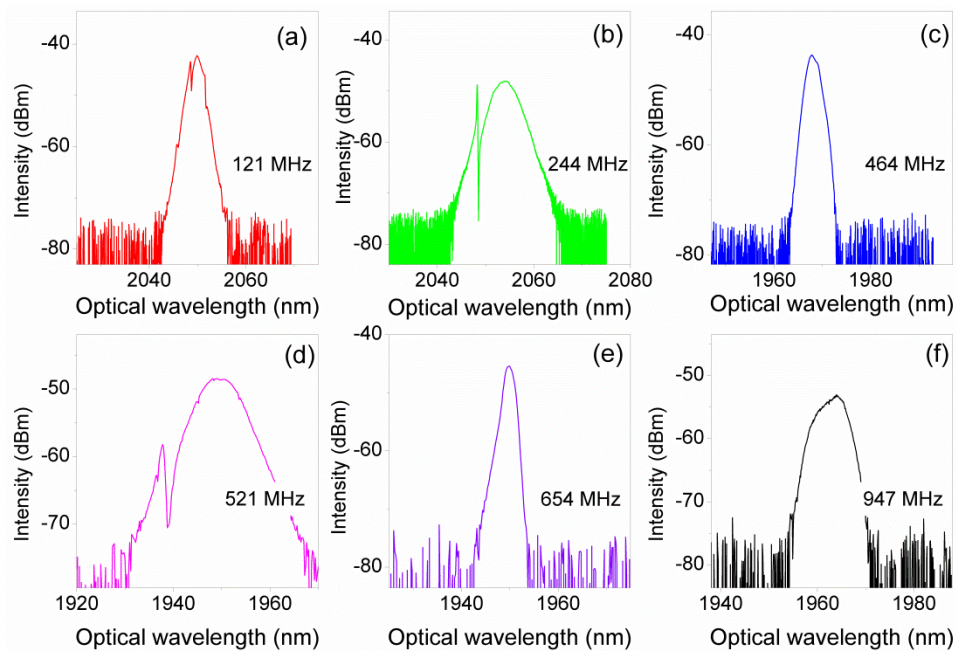 (a)
Intensity (dBm)
-40
-60
-80
121 MHz
2040
2060
Optical wavelength (nm)
(b)
Intensity (dBm)
-40
-60
-80
244 MHz
2040
2060
2080
Optical wavelength (nm)
(c)
Intensity (dBm)
-40
-60
-80
464 MHz
1960
1980
Optical wavelength (nm)
(d)
Intensity (dBm)
-50
-60
-70
521 MHz
1920
1940
1960
Optical wavelength (nm)
(e)
Intensity (dBm)
-40
-60
-80
654 MHz
1940
1960
Optical wavelength (nm)
(f)
Intensity (dBm)
-50
-60
-70
-80
947 MHz
1940
1960
1980
Optical wavelength (nm)